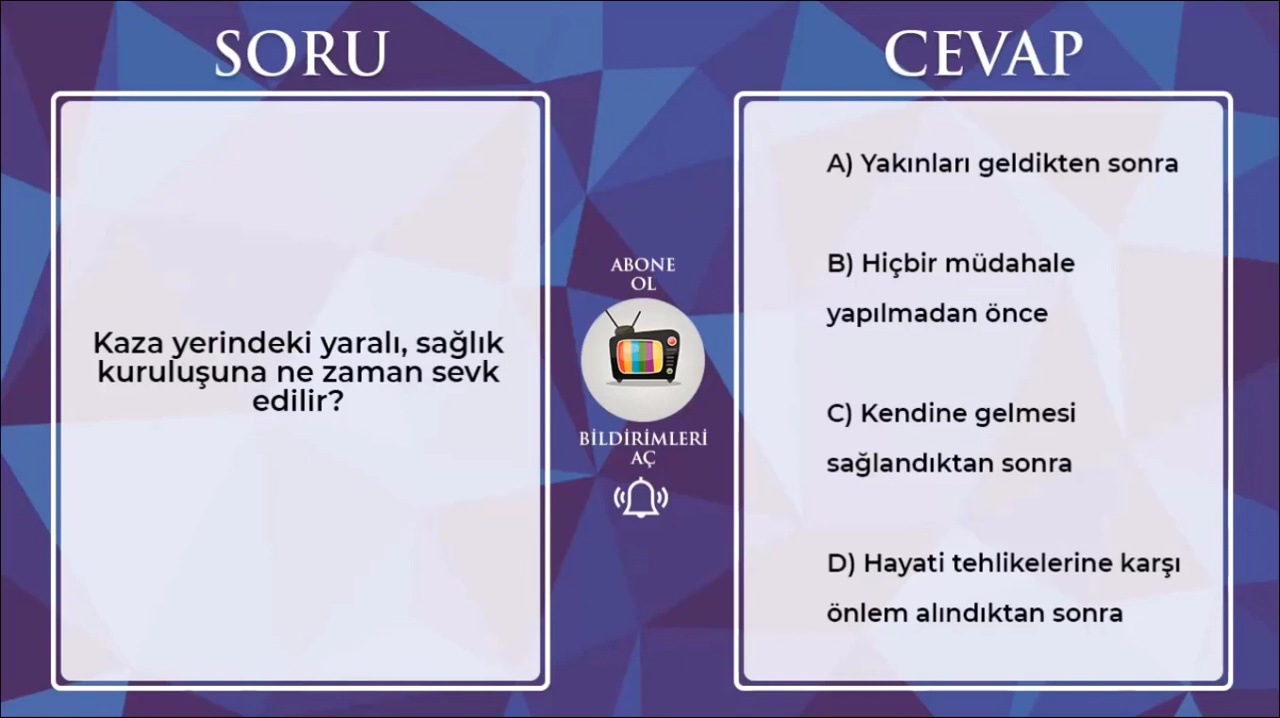 SORU
Kaza yerindeki yaralı, sağlık
kuruluşuna ne zaman sevk
edilir?
ABONE
OL
BİLDİRİMLERİ
AÇ
CEVAP
A) Yakınları geldikten sonra
B) Hiçbir müdahale
yapılmadan önce
C) Kendine gelmesi
sağlandıktan sonra
D) Hayati tehlikelerine karşı
önlem alındıktan sonra